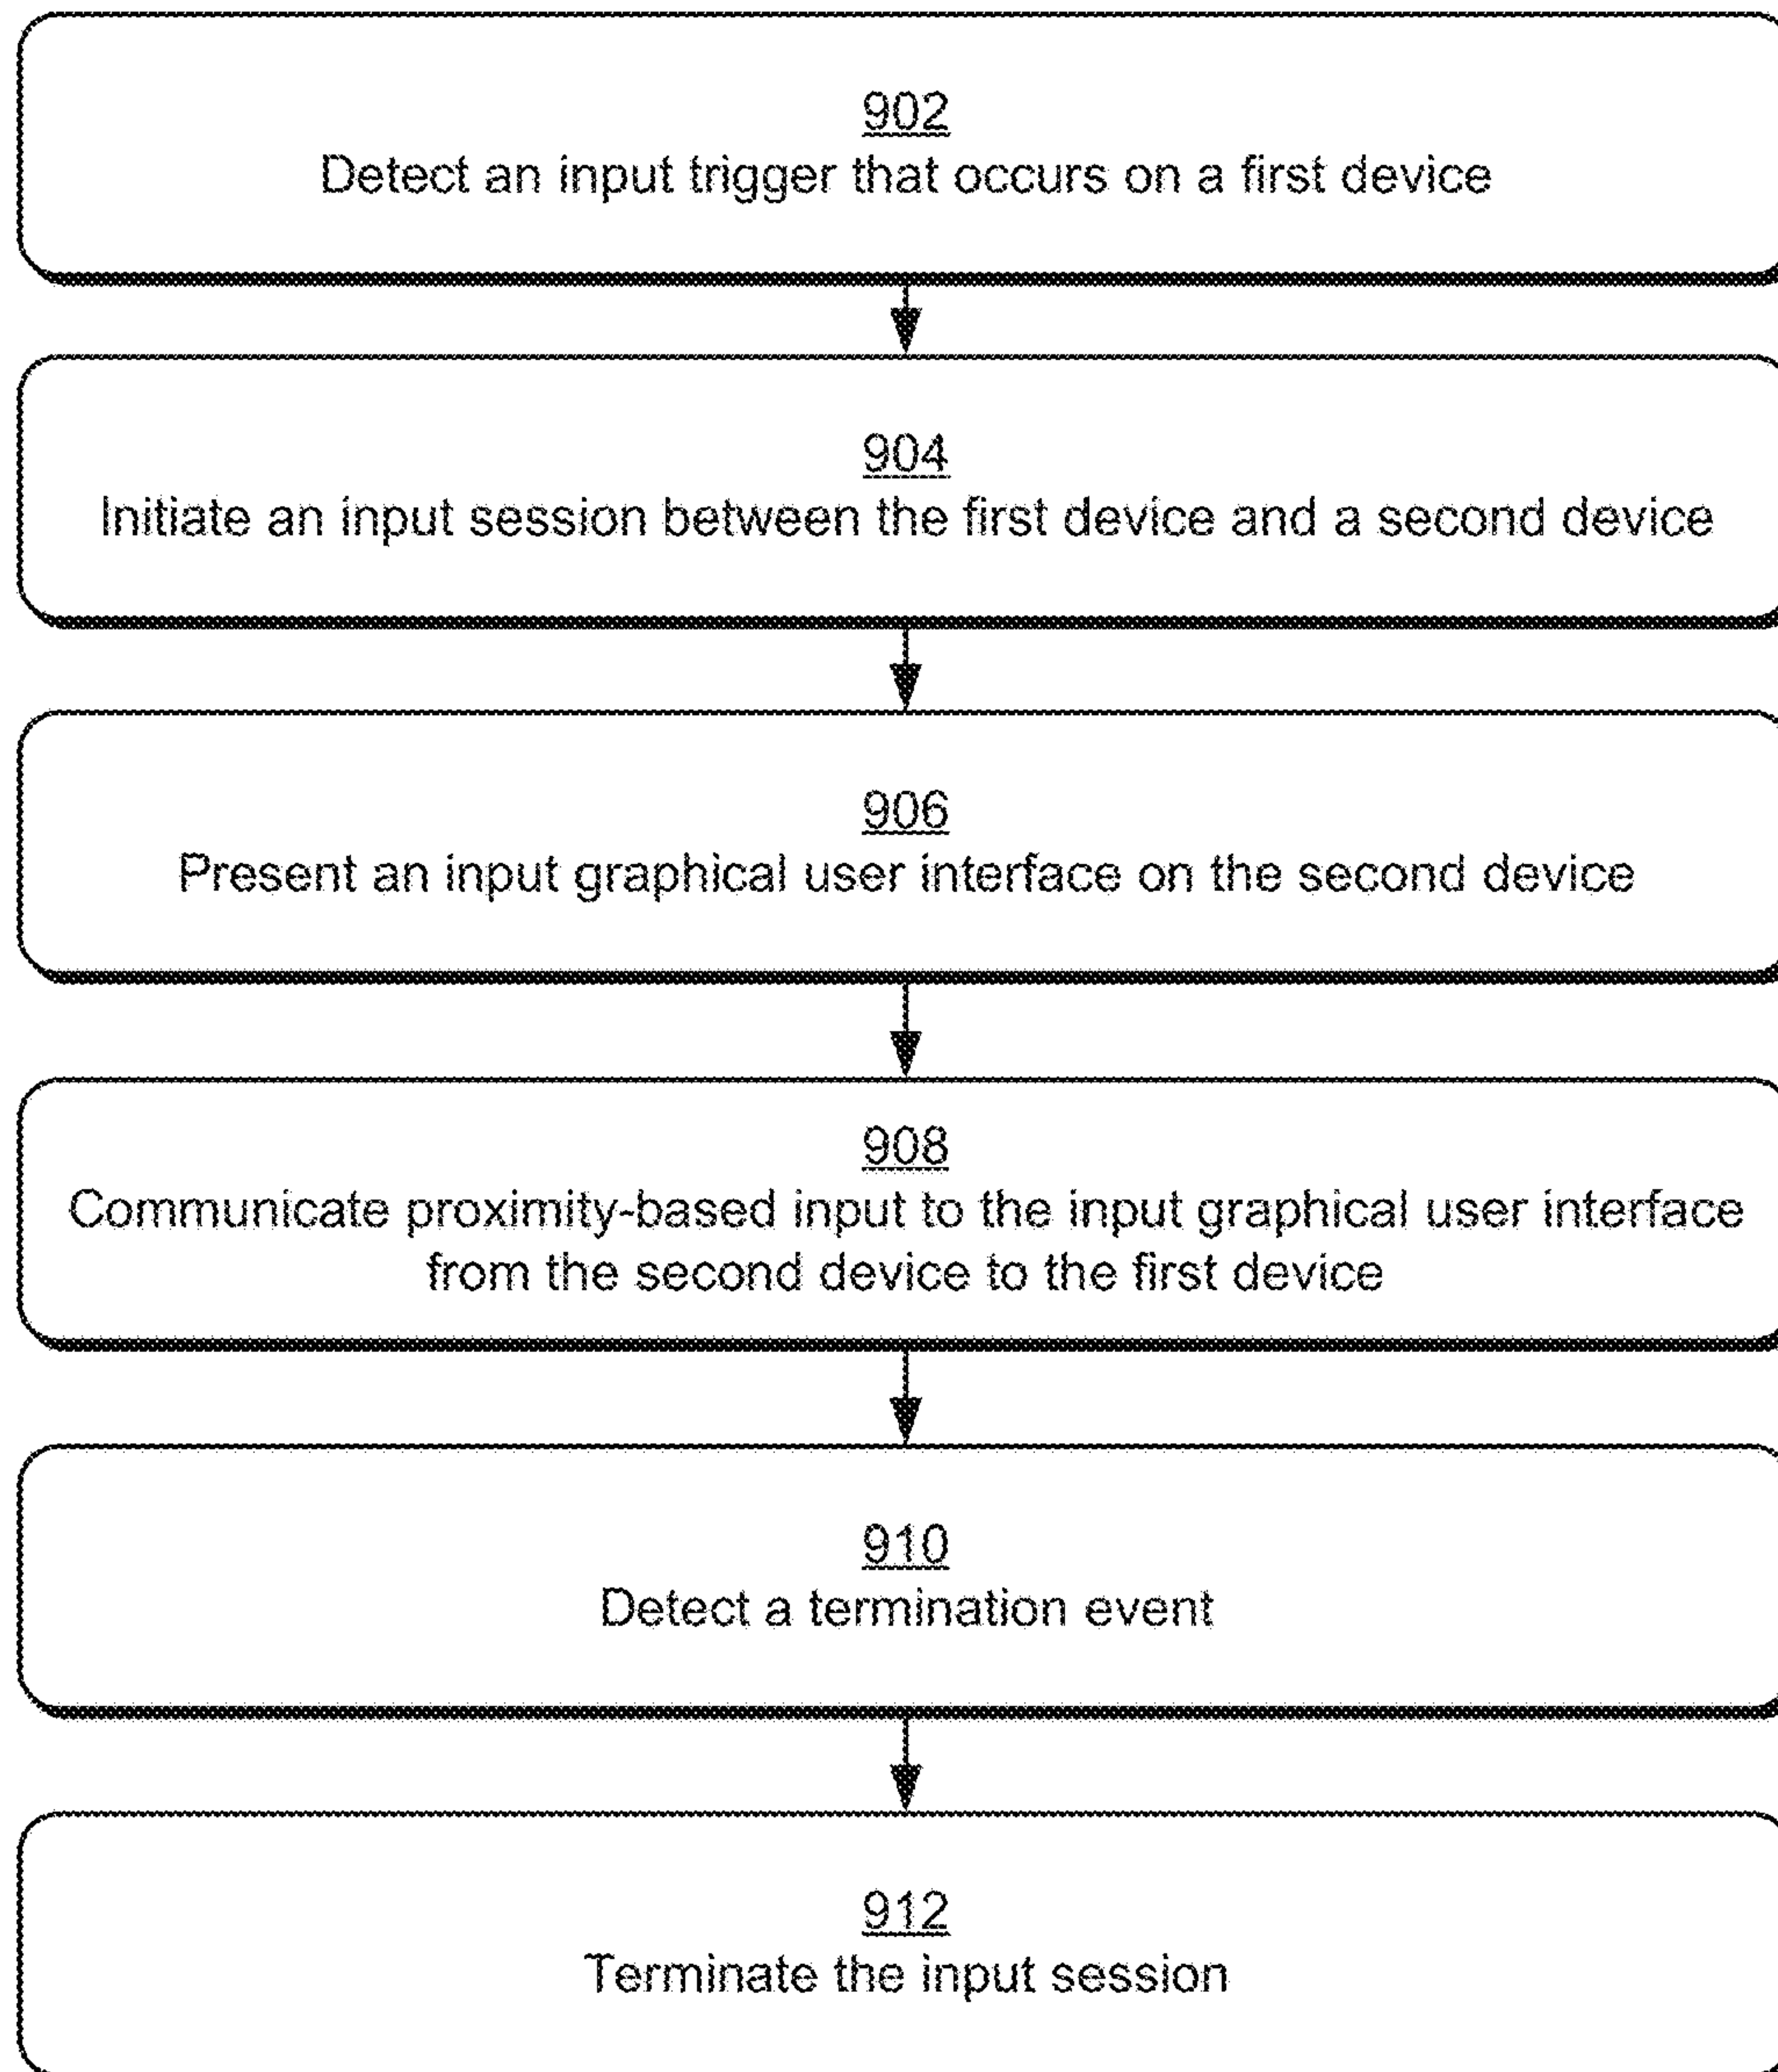 902
Detect an input trigger that occurs on a first device
904
Initiate an input session between the first device and a second device
906
Present an input graphical user interface on the second device
908
Communicate proximity-based input to the input graphical user interface
from the second device to the first device
910
Detect a termination event
912
Terminate the input session